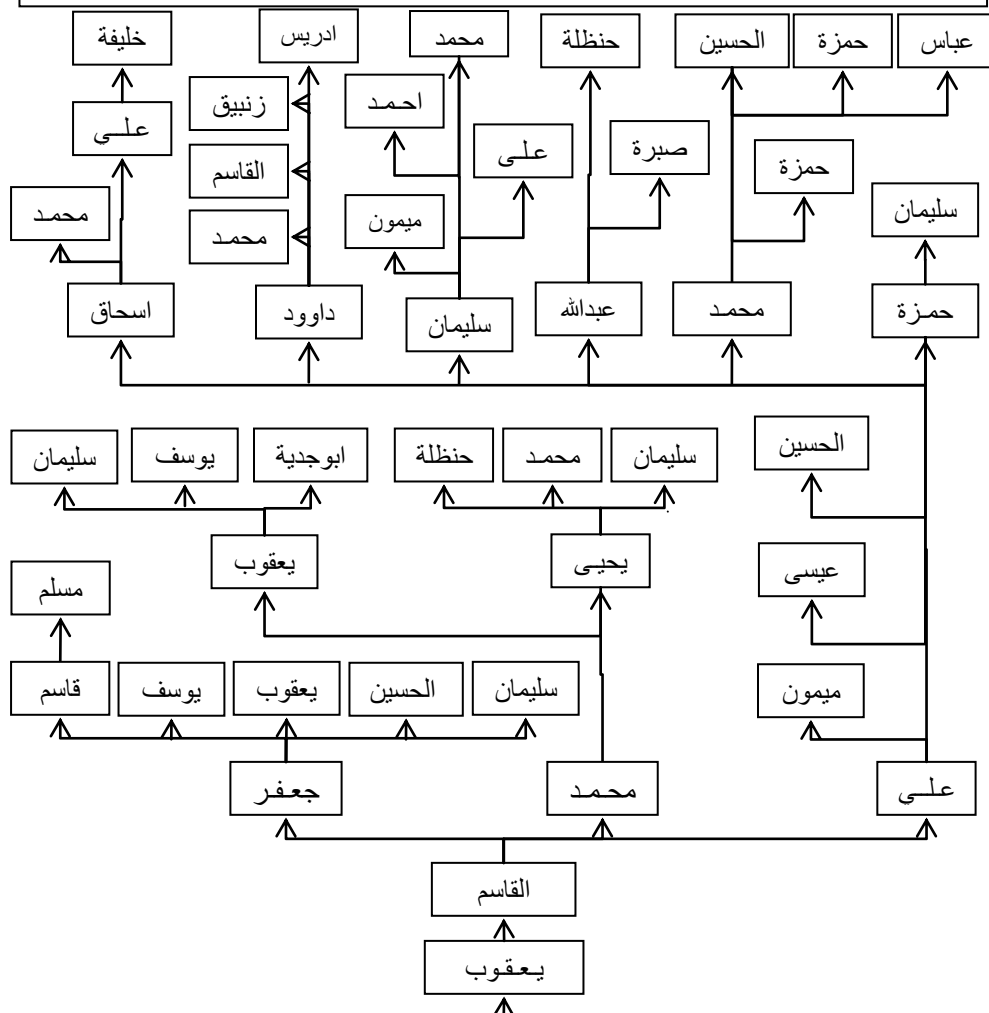 عباس حمزة الحسين حنظلة محمد ادريس خليفة
زنبيق احمد
علي على صبرة حمزة
القاسم
سليمان ميمون محمد محمد
حمزة محمد عبدالله سليمان داوود اسحاق
الحسين سليمان محمد حنظلة ابوجدية يوسف سليمان
عيسى يحيى يعقوب
مسلم
ميمون سليمان الحسين يعقوب يوسف قاسم
علي محمد جعفر
القاسم
يعقوب